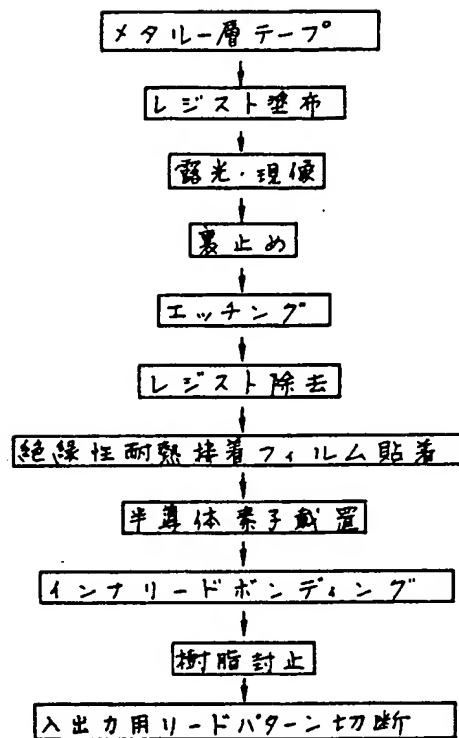 メタル一層テープ
レジスト塗布
露光・現像
裏止め
エッチング
レジスト除去
絶縁性耐熱接着フィルム貼着
半導体素子載置
インナリードボンディング
樹脂封止
入出力用リードパターン切断